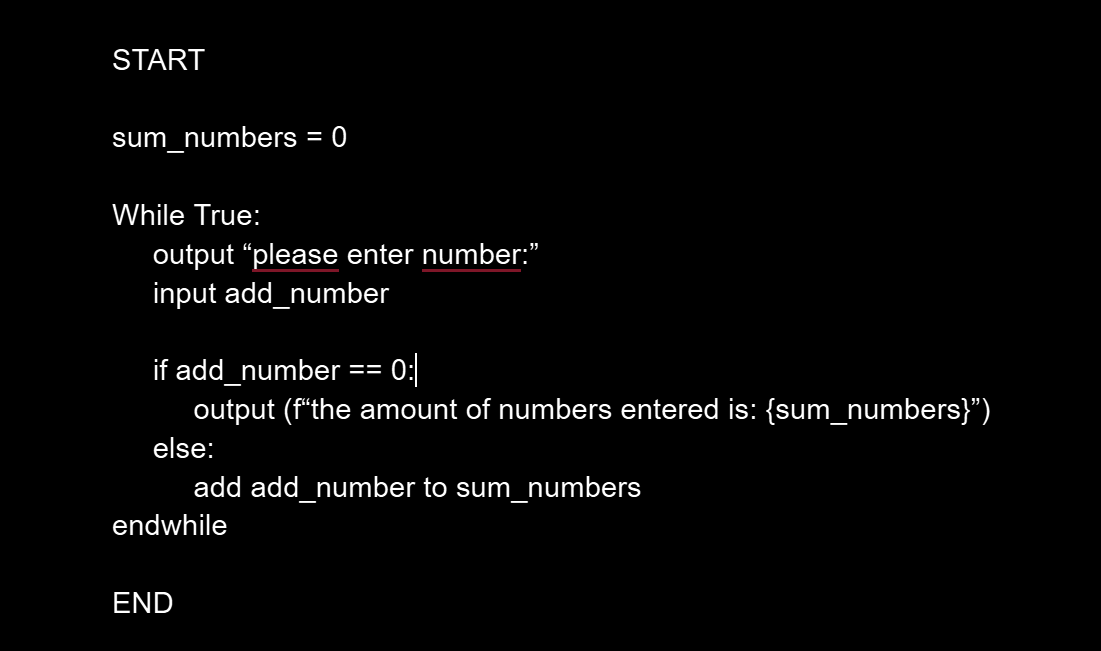 START
sum_numbers = 0
While True:
output “please enter number:”
input add_number
if add_number == 0:
output (f“the amount of numbers entered is: {sum_numbers}”)
else:
add add_number to sum_numbers
endwhile
END